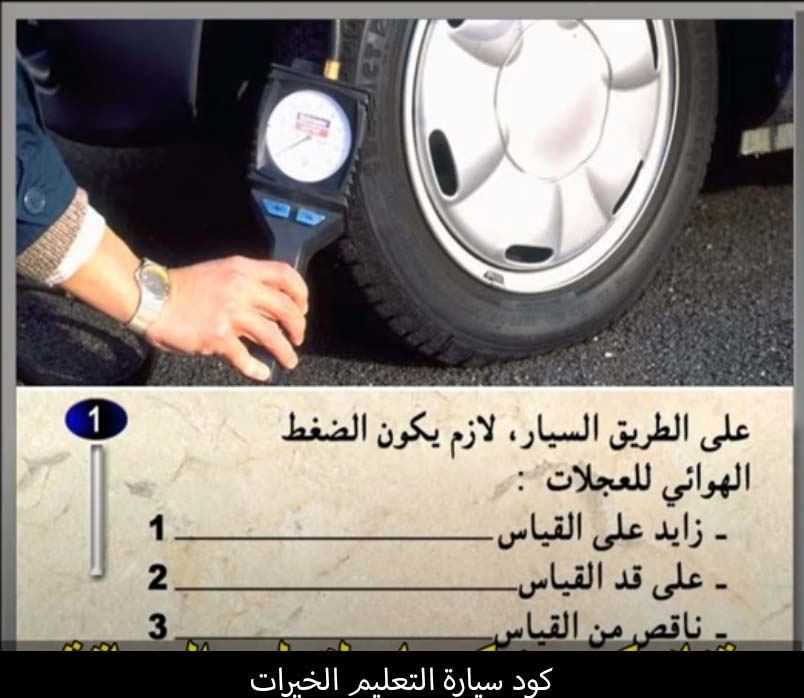 1
على الطريق السيار، لازم يكون الضغط
الهوائي للعجلات :
- زايد على القياس 1
- على قد القياس 2
- ناقص من القياس 3
كود سيارة التعليم الخيرات